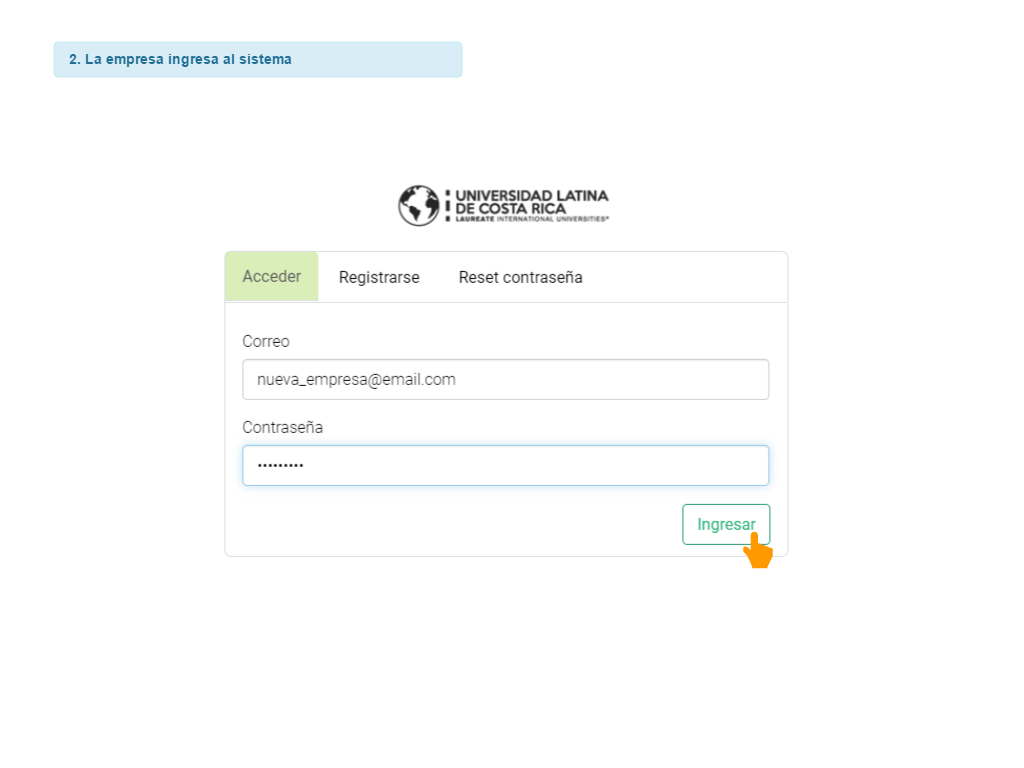 2. La empresa ingresa al sistema
UNIVERSIDAD LATINA
DE COSTA RICA
LAUREATE INTERNATIONAL UNIVERSITIES®
Acceder Registrarse Reset contraseña
Correo
nueva_empresa@email.com
Contraseña
•••••••••
Ingresar